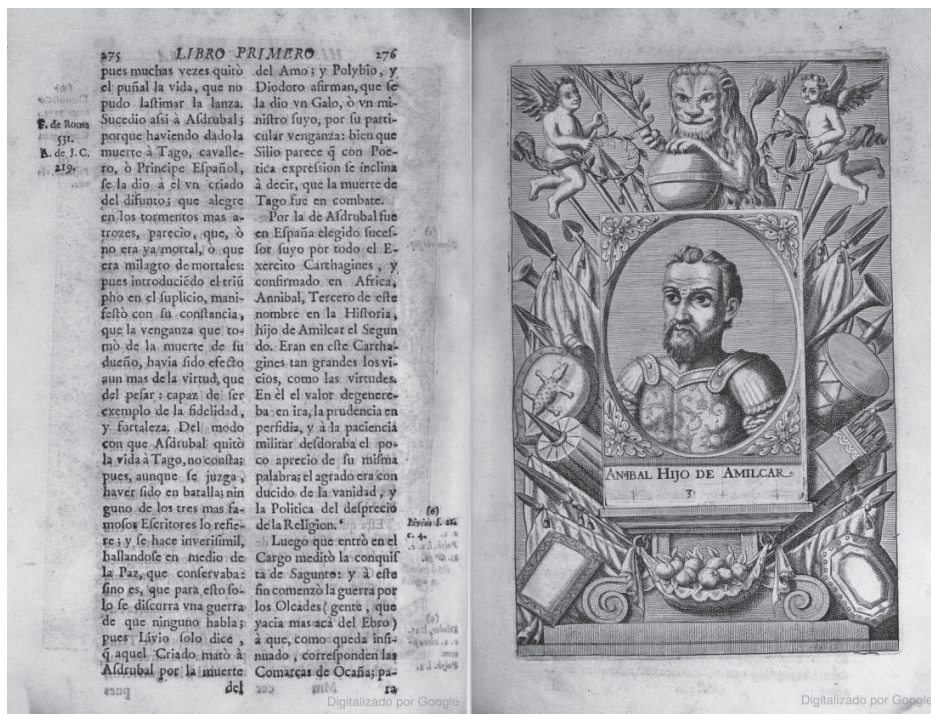 275 LIBRO PRIMERO 276
pues muchas vezes quitò
el puñal la vida, que no
pudo lastimar la lanza.
Sucedio assi à Asdrubal;
porque haviendo dado la
muerte à Tago, cavalle-
ro, ò Principe Español,
se la dio a el vn criado
del difunto; que alegre
en los tormentos mas a-
trozes, parecio, que, ò
no era ya mortal, ò que
era milagro de mortales:
pues introduciẽdo el triũ
pho en el suplicio, mani-
festò con su constancia,
que la venganza que to-
mò de la muerte de su
dueño, havia sido efecto
aun mas de la virtud, que
del pesar: capaz de ser
exemplo de la fidelidad,
y fortaleza. Del modo
con que Asdrubal quitò
la vida à Tago, no consta;
pues, aunque se juzga,
haver sido en batalla; nin
guno de los tres mas fa-
mosos Escritores lo refie-
re; y se hace inverisimil,
hallandose en medio de
la Paz, que conservaba:
sino es, que para esto so-
lo se discurra vna guerra
de que ninguno habla;
pues Livio solo dice,
q̃ aquel Criado matò à
Asdrubal por la muerte
del
F. de Roma
531.
A. de J. C.
219.
del Amo; y Polybio, y
Diodoro afirman, que se
la dio vn Galo, ò vn mi-
nistro suyo, por su parti-
cular venganza: bien que
Silio parece q̃ con Poe-
tica expression se inclina
à decir, que la muerte de
Tago fue en combate.
Por la de Asdrubal fue
en España elegido suces-
sor suyo por todo el E-
xercito Carthagines, y
confirmado en Africa,
Annibal, Tercero de este
nombre en la Historia,
hijo de Amilcar el Segun
do. Eran en este Cartha-
gines tan grandes los vi-
cios, como las virtudes.
En èl el valor degenere-
ba en ira, la prudencia en
perfidia, y à la paciencia
militar desdoraba el po-
co aprecio de su misma
palabra; el agrado era con
ducido de la vanidad, y
la Politica del desprecio
de la Religion.
Luego que entrò en el
Cargo meditò la conquis
ta de Sagunto: y à este
fin comenzò la guerra por
los Olcades (gente, que
yacia mas acà del Ebro)
à que, como queda insi-
nuado, corresponden las
Comarcas de Ocaña; pa-
ra
(6)
Livius l. 21.
c. 4.
Digitalizado por Google
ANIBAL HIJO DE AMILCAR
3
Digitalizado por Google